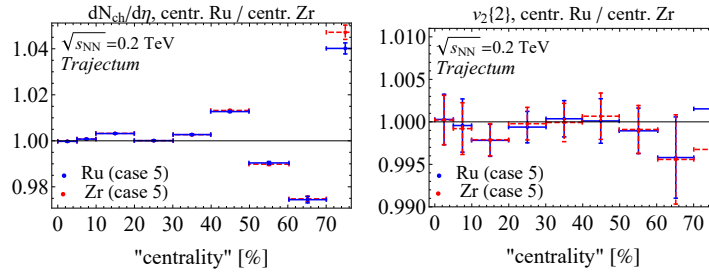 dN_ch/dη, centr. Ru / centr. Zr
√s_NN =0.2 TeV
Trajectum
1.04
1.02
1.00
0.98
Ru (case 5)
Zr (case 5)
0 10 20 30 40 50 60 70
"centrality" [%]
v₂{2}, centr. Ru / centr. Zr
√s_NN =0.2 TeV
Trajectum
1.010
1.005
1.000
0.995
0.990
Ru (case 5)
Zr (case 5)
0 10 20 30 40 50 60 70
"centrality" [%]